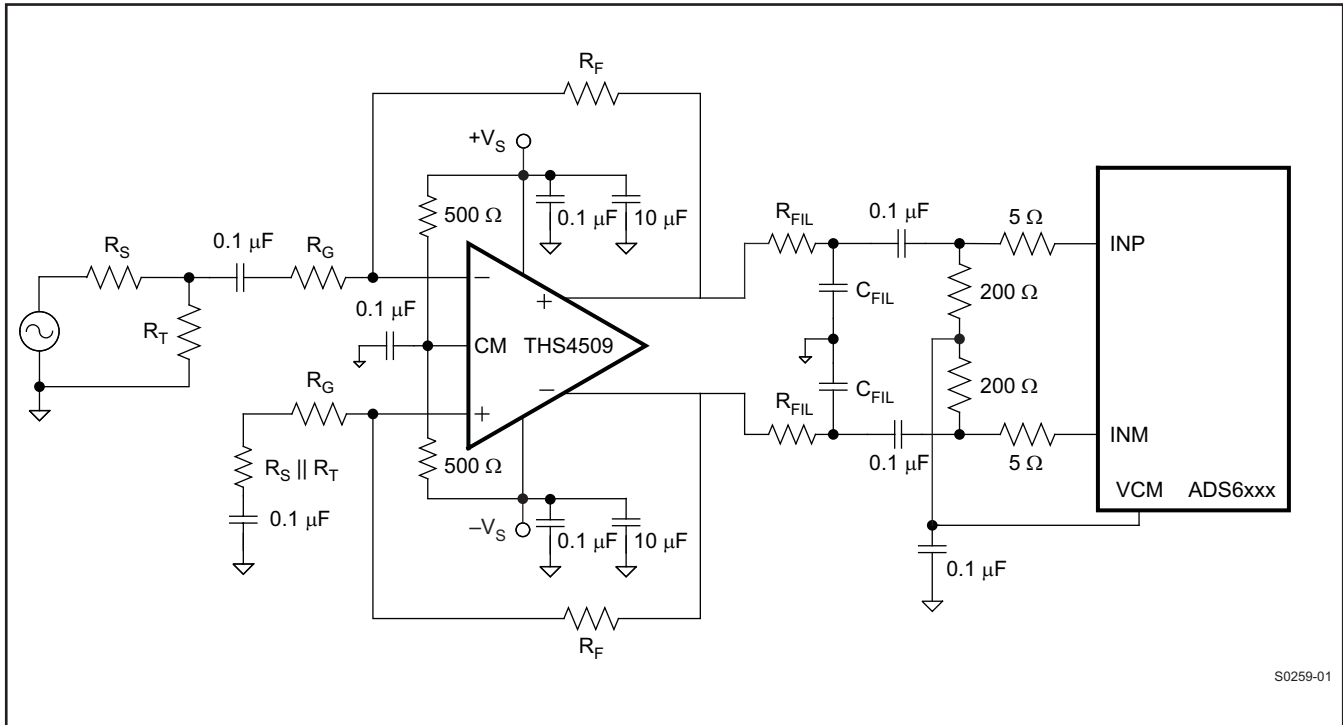 R_F
+V_S
500 Ω
0.1 μF
10 μF
R_FIL
0.1 μF
5 Ω
R_S
0.1 μF
R_G
INP
−
+
C_FIL
200 Ω
R_T
0.1 μF
CM
THS4509
R_G
−
C_FIL
200 Ω
+
R_FIL
R_S || R_T
500 Ω
0.1 μF
5 Ω
INM
0.1 μF
VCM
ADS6xxx
−V_S
0.1 μF
10 μF
0.1 μF
R_F
S0259-01